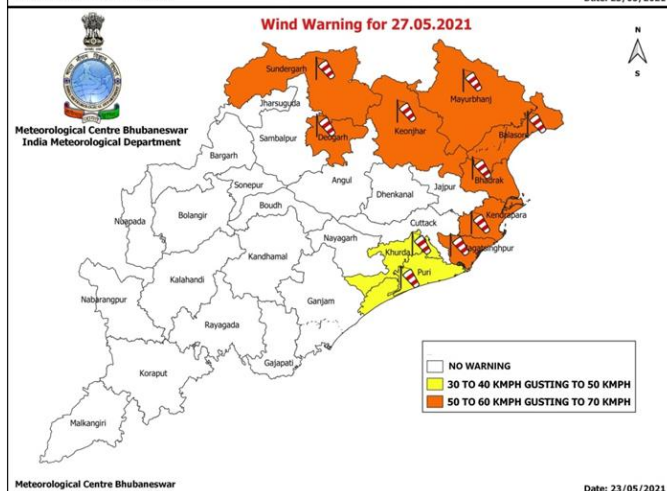 Wind Warning for 27.05.2021
N
S
Meteorological Centre Bhubaneswar
India Meteorological Department
Sundergarh
Jharsuguda
Mayurbhanj
Keonjhar
Deogarh
Sambalpur
Balasore
Bargarh
Bhadrak
Sonepur
Angul
Dhenkanal
Jajpur
Nuapada
Bolangir
Boudh
Kendrapara
Cuttack
Nayagarh
Jagatsinghpur
Khurda
Kandhamal
Puri
Kalahandi
Nabarangpur
Ganjam
Rayagada
Gajapati
Koraput
Malkangiri
NO WARNING
30 TO 40 KMPH GUSTING TO 50 KMPH
50 TO 60 KMPH GUSTING TO 70 KMPH
Meteorological Centre Bhubaneswar
Date: 23/05/2021